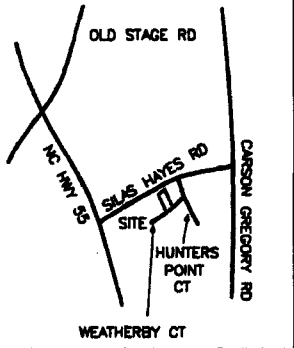 OLD STAGE RD
NC HWY 55
SILAS HAYES RD
CARSON GREGORY RD
SITE
HUNTERS
POINT
CT
WEATHERBY CT